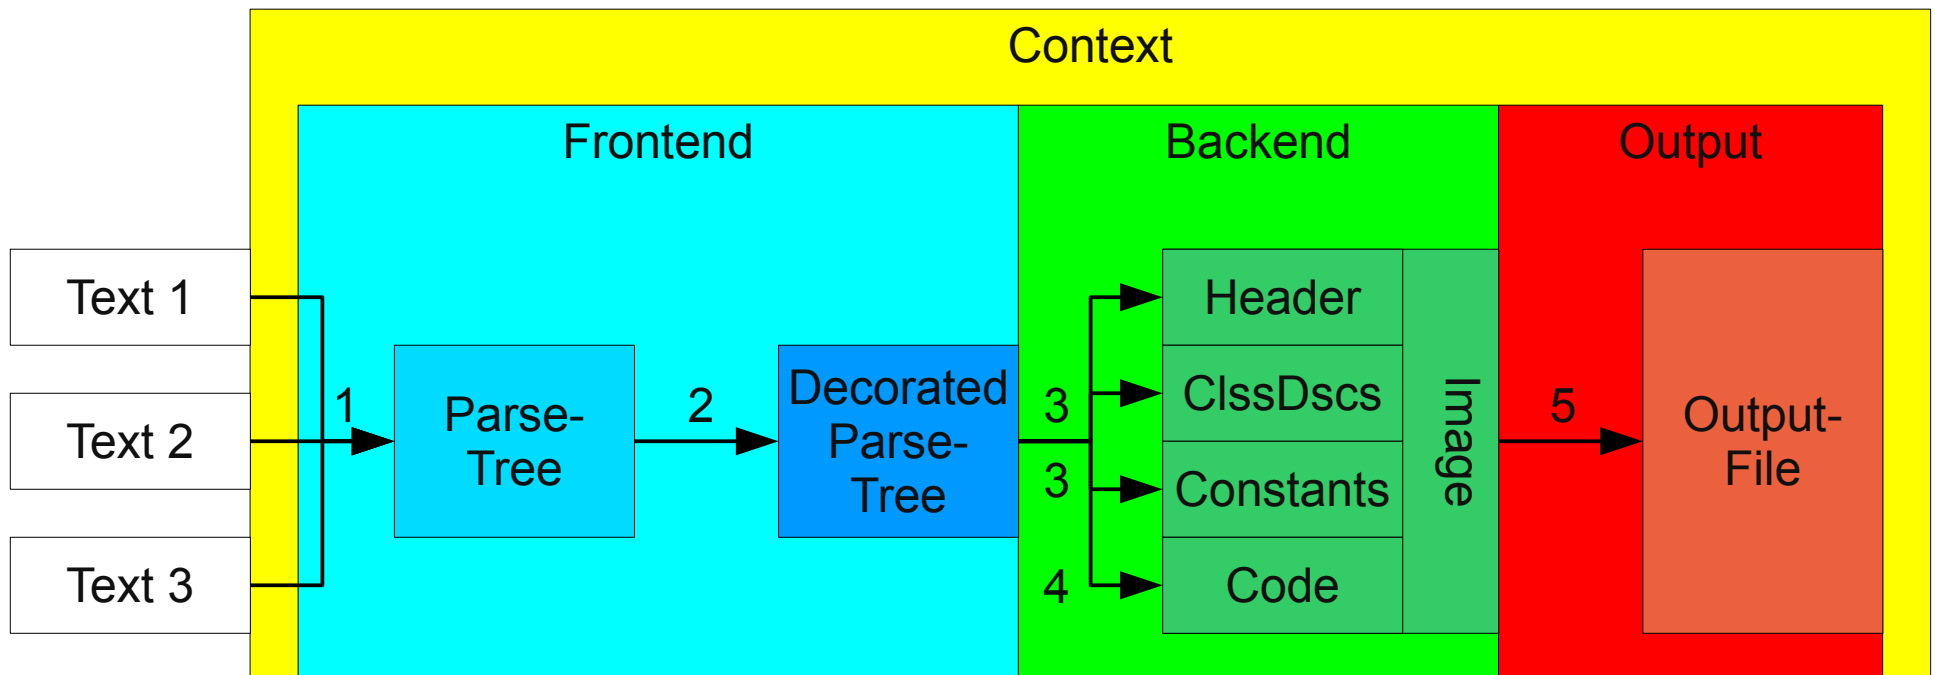 Context
Frontend
Backend
Output
Text 1
Text 2
Text 3
1
Parse-
Tree
2
Decorated
Parse-
Tree
3
3
4
Header
ClssDscs
Constants
Code
Image
5
Output-
File